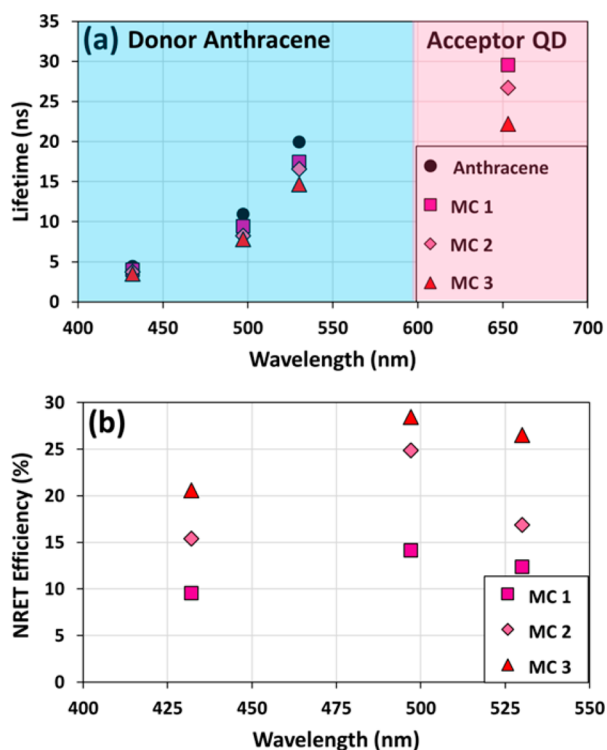 (a) Donor Anthracene Acceptor QD
35
30
25
20
15
10
5
0
Lifetime (ns)
Anthracene
MC 1
MC 2
MC 3
400 450 500 550 600 650 700
Wavelength (nm)
(b)
30
25
20
15
10
5
0
NRET Efficiency (%)
MC 1
MC 2
MC 3
400 425 450 475 500 525 550
Wavelength (nm)